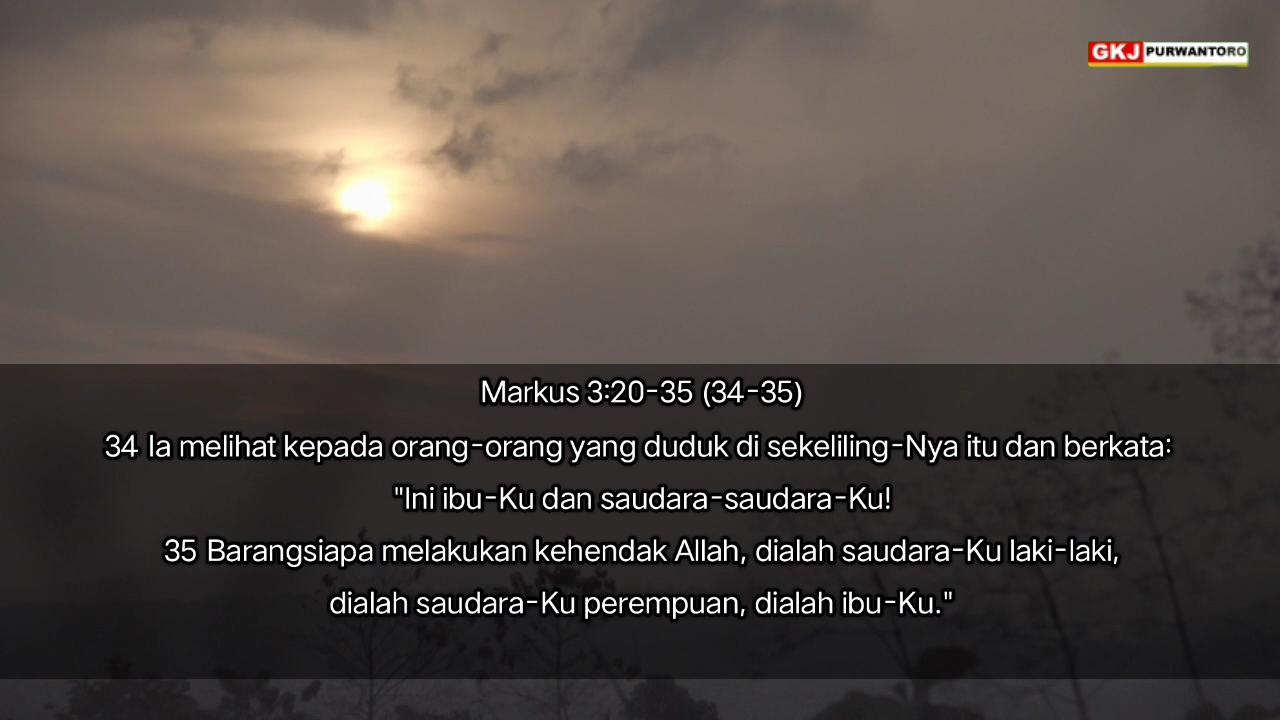 GKJ PURWANTORO
Markus 3:20-35 (34-35)
34 Ia melihat kepada orang-orang yang duduk di sekeliling-Nya itu dan berkata:
"Ini ibu-Ku dan saudara-saudara-Ku!
35 Barangsiapa melakukan kehendak Allah, dialah saudara-Ku laki-laki,
dialah saudara-Ku perempuan, dialah ibu-Ku."